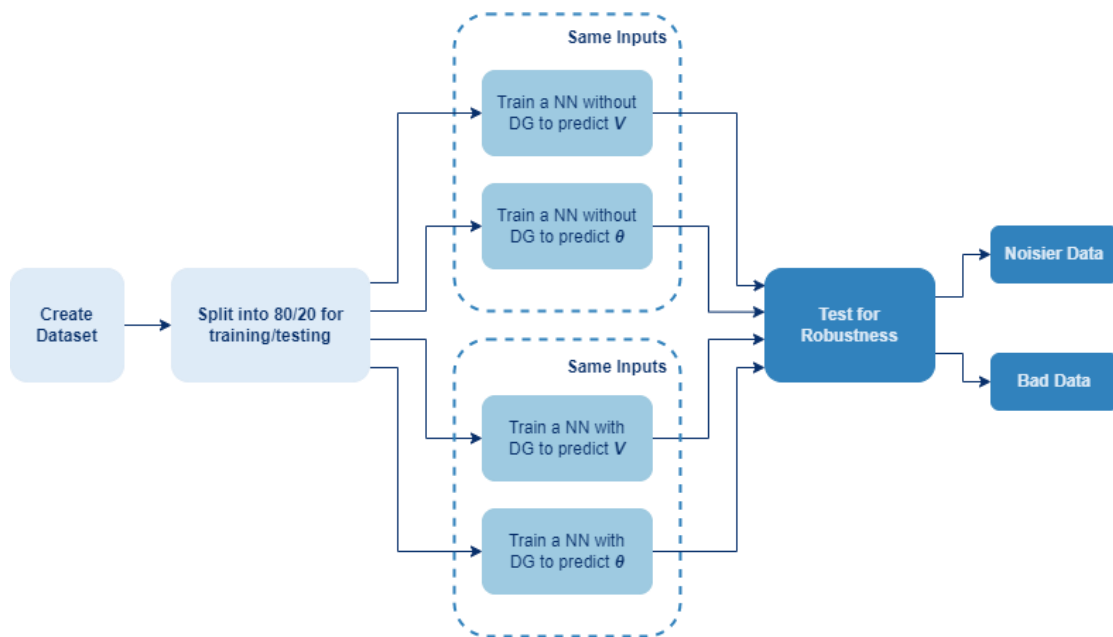 Same Inputs
Train a NN without
DG to predict V
Train a NN without
DG to predict θ
Create
Dataset
Split into 80/20 for
training/testing
Test for
Robustness
Noisier Data
Bad Data
Same Inputs
Train a NN with
DG to predict V
Train a NN with
DG to predict θ